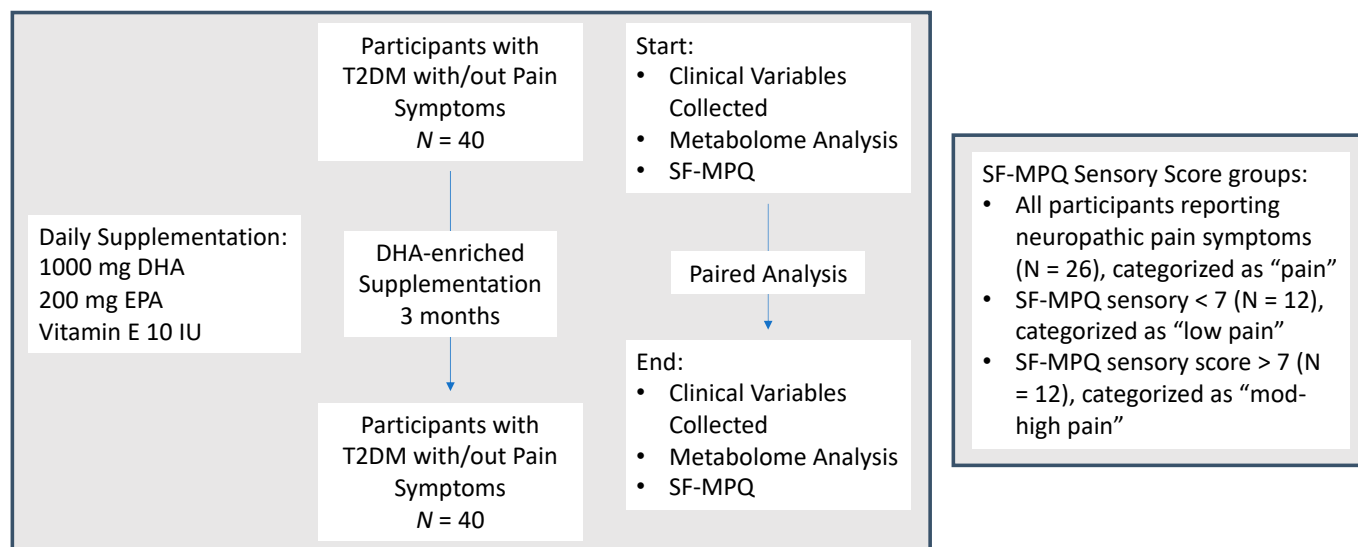 Daily Supplementation:
1000 mg DHA
200 mg EPA
Vitamin E 10 IU
Participants with
T2DM with/out Pain
Symptoms
N = 40
DHA-enriched
Supplementation
3 months
Participants with
T2DM with/out Pain
Symptoms
N = 40
Start:
• Clinical Variables
Collected
• Metabolome Analysis
• SF-MPQ
Paired Analysis
End:
• Clinical Variables
Collected
• Metabolome Analysis
• SF-MPQ
SF-MPQ Sensory Score groups:
• All participants reporting
neuropathic pain symptoms
(N = 26), categorized as “pain”
• SF-MPQ sensory < 7 (N = 12),
categorized as “low pain”
• SF-MPQ sensory score > 7 (N
= 12), categorized as “mod-
high pain”